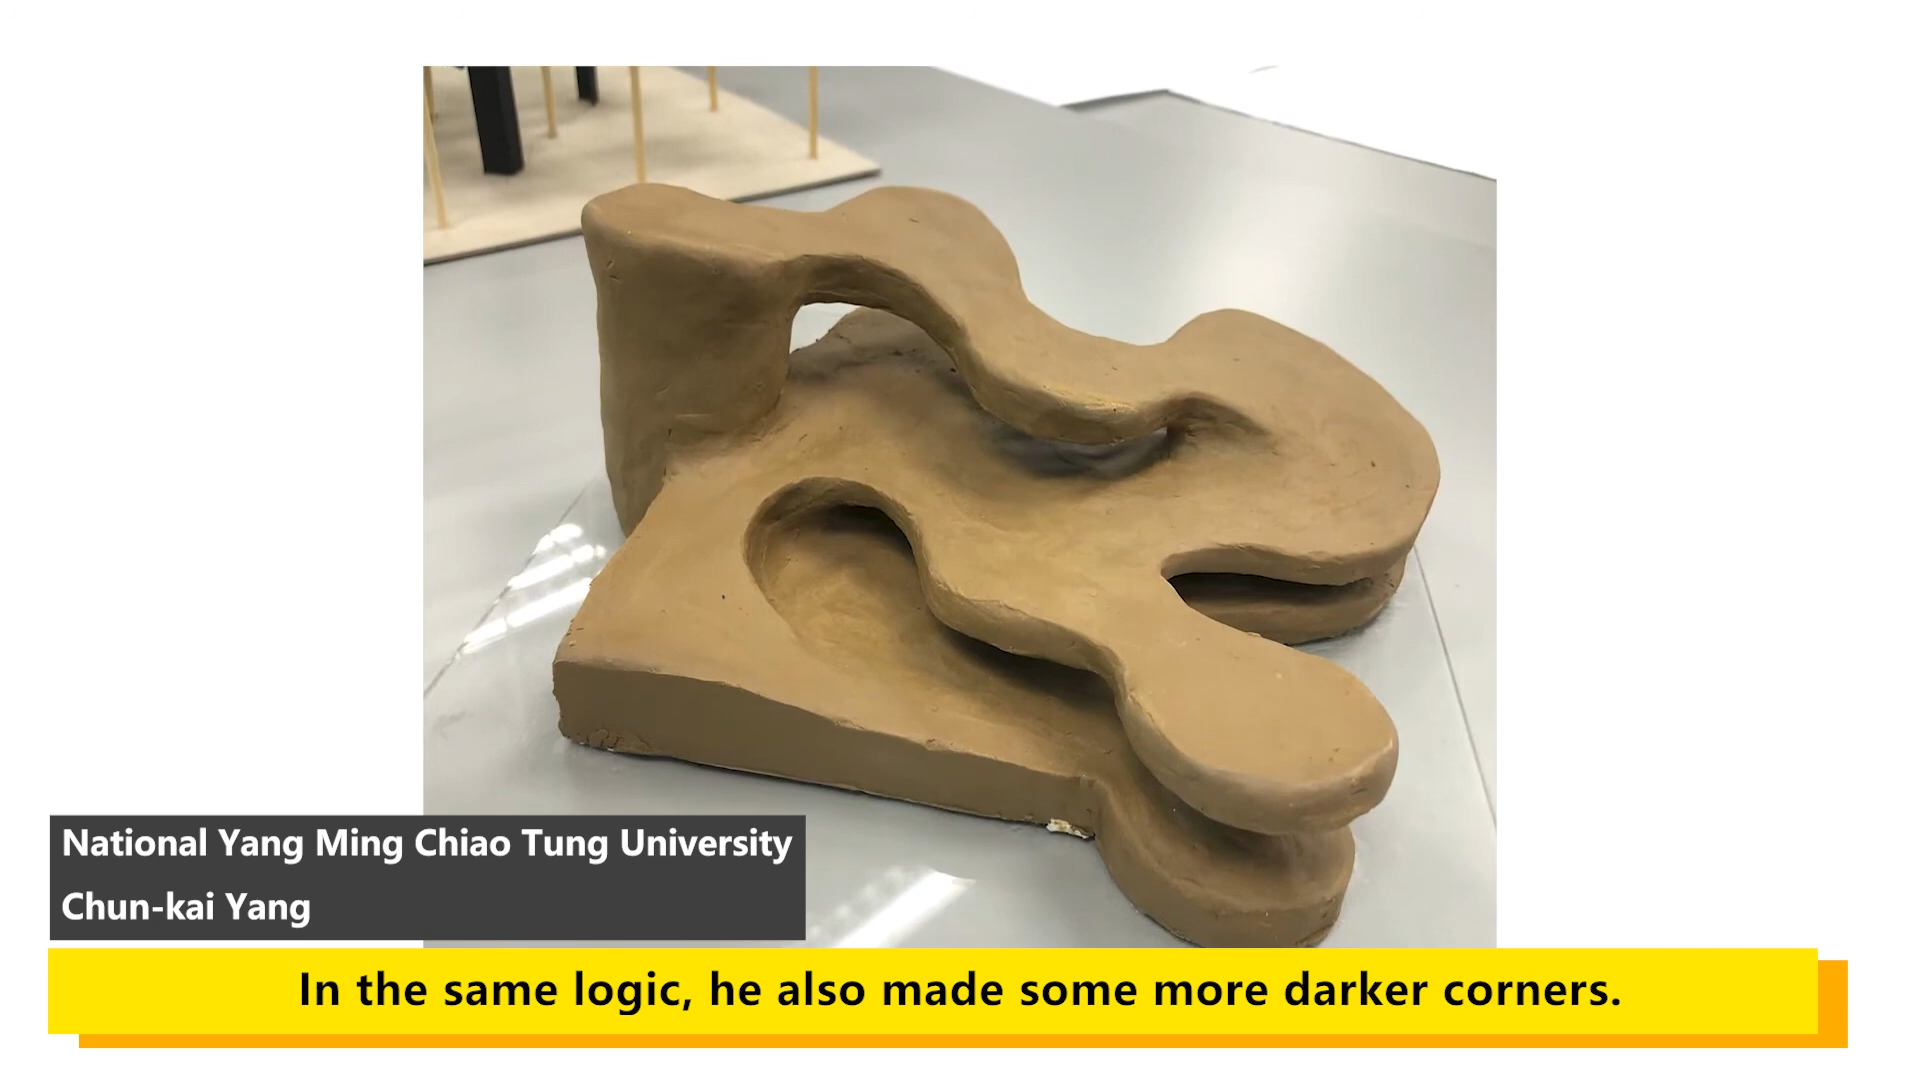 National Yang Ming Chiao Tung University
Chun-kai Yang
In the same logic, he also made some more darker corners.